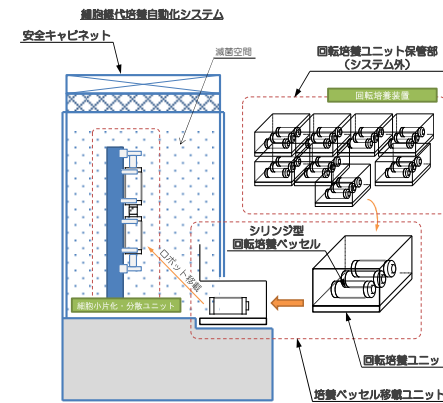 細胞継代培養自動化システム
安全キャビネット
滅菌空間
回転培養ユニット保管部
（システム外）
回転培養装置
シリンジ型
回転培養ベッセル
ロボット移載
細胞小片化・分散ユニット
回転培養ユニッ
培養ベッセル移載ユニット